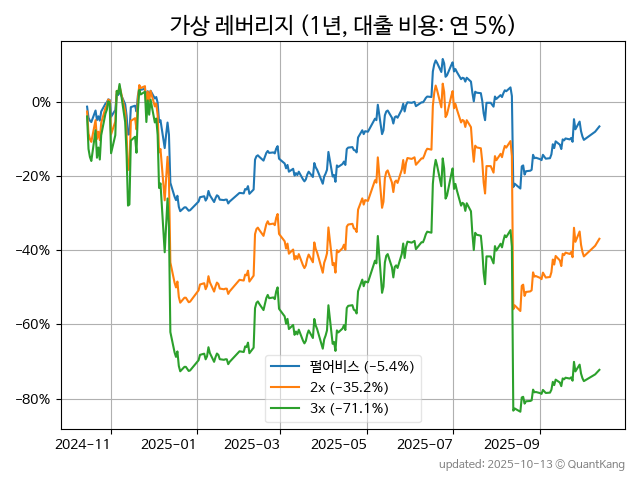 가상 레버리지 (1년, 대출 비용: 연 5%)
0%
−20%
−40%
−60%
−80%
펄어비스 (−5.4%)
2x (−35.2%)
3x (−71.1%)
2024-11
2025-01
2025-03
2025-05
2025-07
2025-09
updated: 2025-10-13 © QuantKang